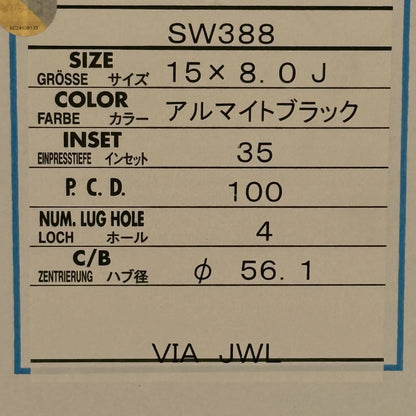 SW388
SIZE
GRÖSSE サイズ 15×8.0J
COLOR
FARBE カラー アルマイトブラック
INSET
EINPRESSTIEFE インセット 35
P.C.D. 100
NUM. LUG HOLE
LOCH ホール 4
C/B
ZENTRIERUNG ハブ径 φ 56.1
VIA JWL